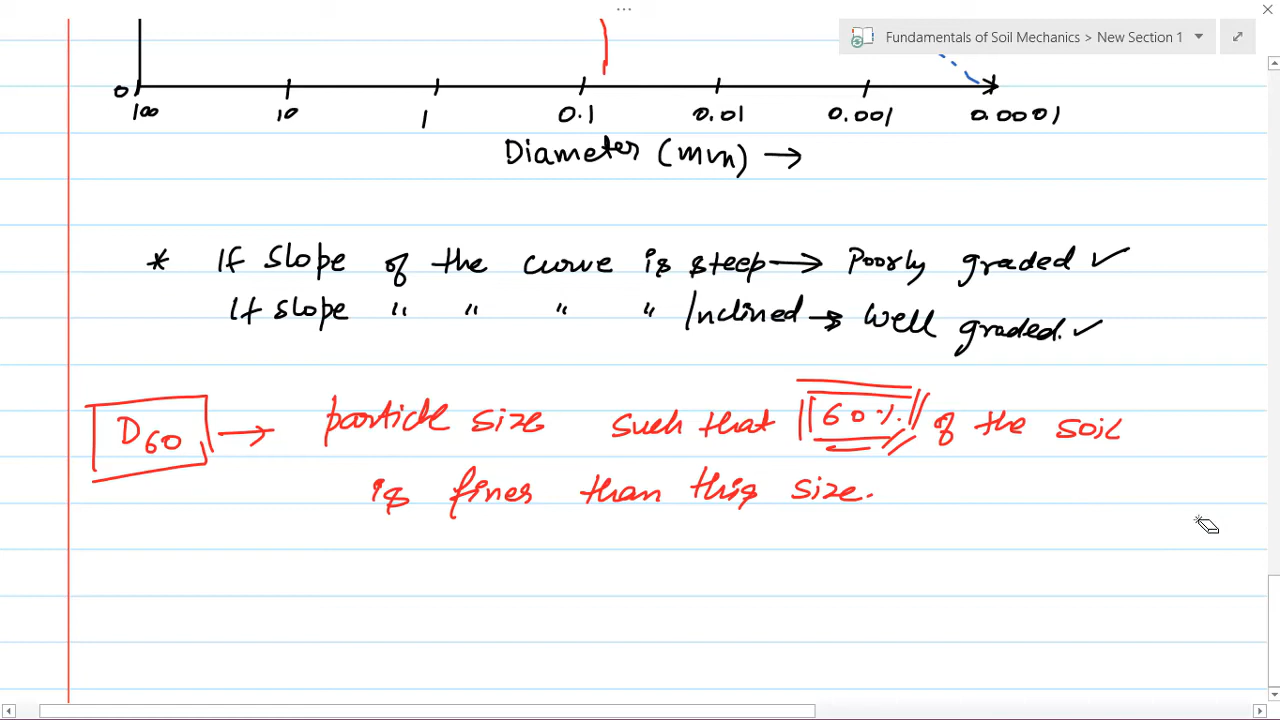 ...
Fundamentals of Soil Mechanics > New Section 1
0
100 10 1 0.1 0.01 0.001 0.0001
Diameter (mm) →
* If slope of the curve is steep → Poorly graded ✓
If slope " " " " Inclined → Well graded. ✓
D60 → particle size such that 60% of the soil
is finer than this size.